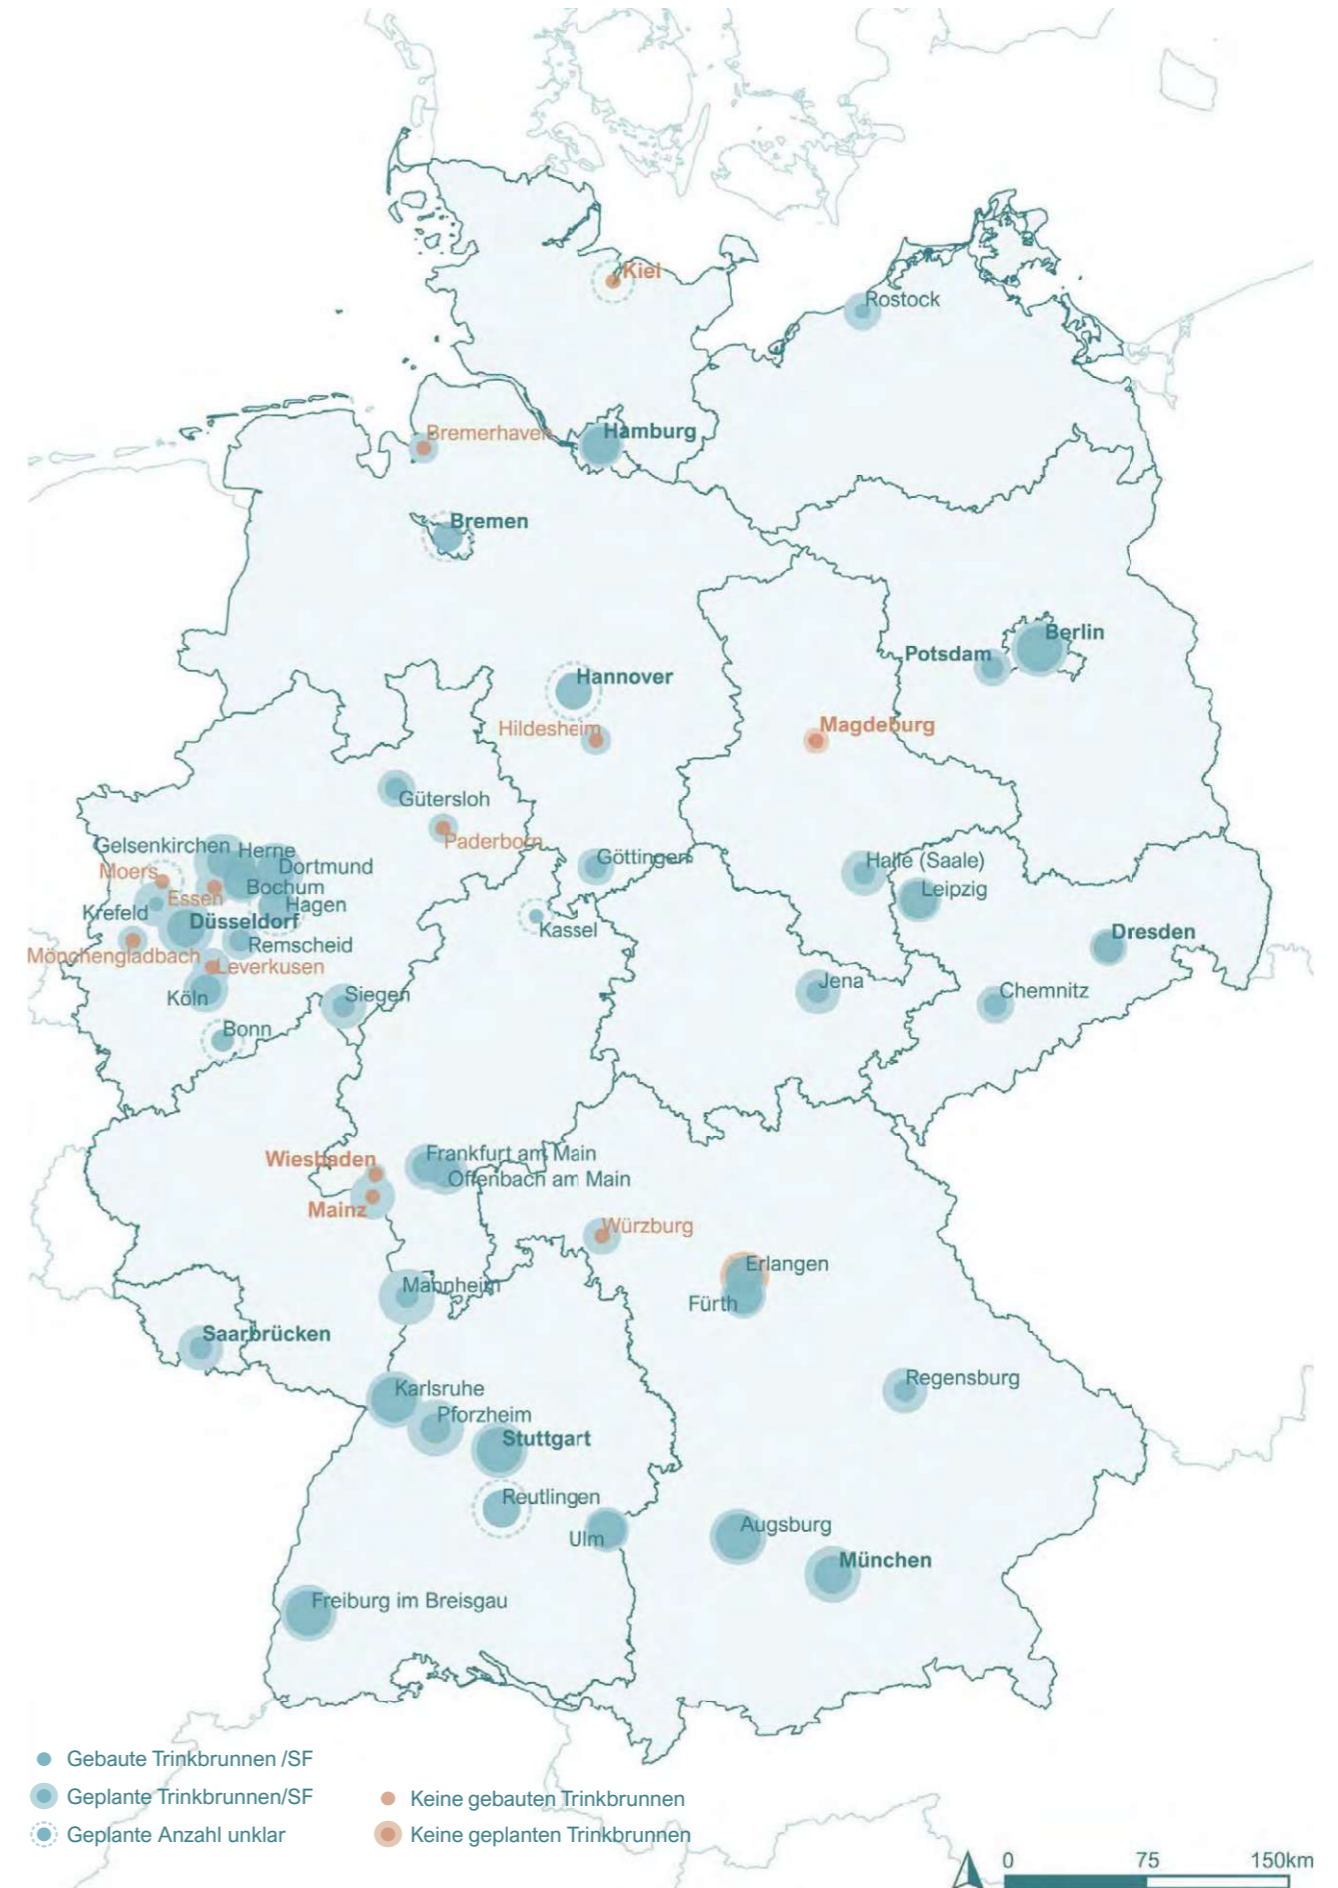 Kiel
Rostock
Bremerhaven
Hamburg
Bremen
Berlin
Potsdam
Hannover
Hildesheim
Magdeburg
Gütersloh
Paderborn
Gelsenkirchen
Herne
Göttingen
Halle (Saale)
Dortmund
Moers
Bochum
Leipzig
Essen
Hagen
Krefeld
Düsseldorf
Kassel
Dresden
Remscheid
Mönchengladbach
Leverkusen
Jena
Köln
Siegen
Chemnitz
Bonn
Frankfurt am Main
Wiesbaden
Offenbach am Main
Mainz
Würzburg
Erlangen
Mannheim
Fürth
Saarbrücken
Regensburg
Karlsruhe
Pforzheim
Stuttgart
Reutlingen
Augsburg
Ulm
München
Freiburg im Breisgau
Gebaute Trinkbrunnen /SF
Geplante Trinkbrunnen/SF
Geplante Anzahl unklar
Keine gebauten Trinkbrunnen
Keine geplanten Trinkbrunnen
0 75 150km